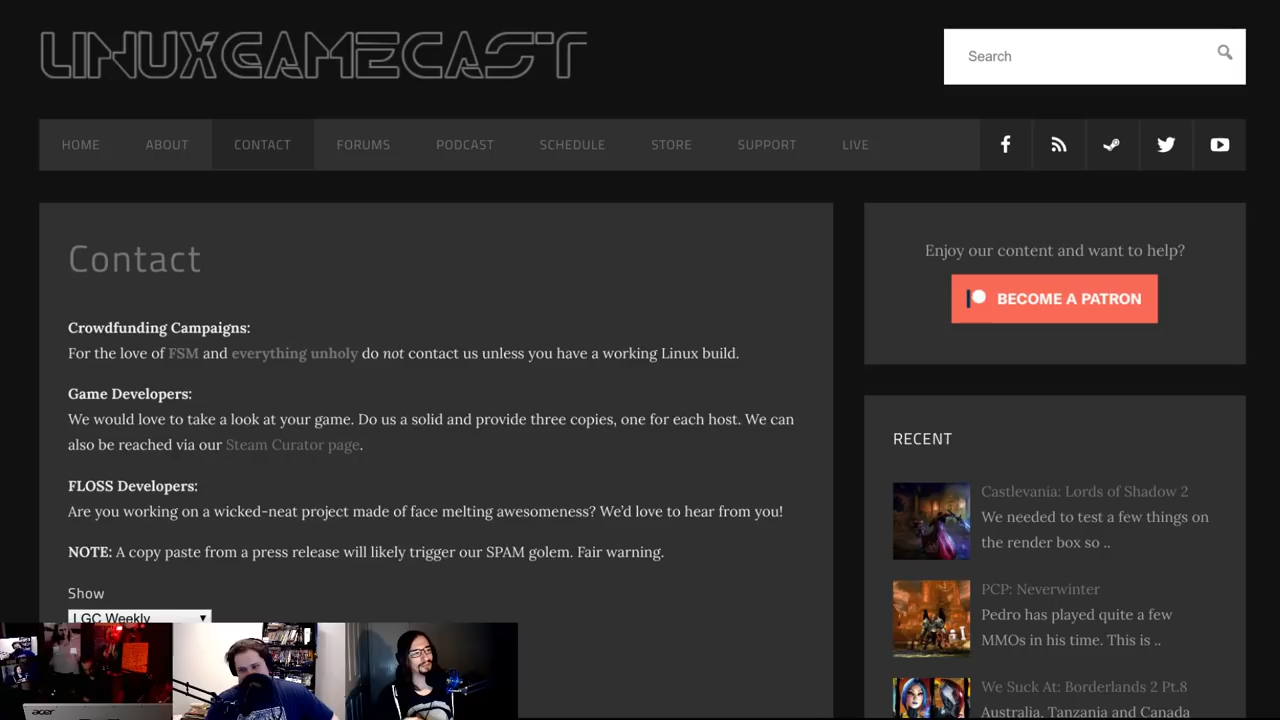 LINUXGAMECAST
Search
HOME ABOUT CONTACT FORUMS PODCAST SCHEDULE STORE SUPPORT LIVE
Contact
Crowdfunding Campaigns:
For the love of FSM and everything unholy do not contact us unless you have a working Linux build.
Game Developers:
We would love to take a look at your game. Do us a solid and provide three copies, one for each host. We can
also be reached via our Steam Curator page.
FLOSS Developers:
Are you working on a wicked-neat project made of face melting awesomeness? We'd love to hear from you!
NOTE: A copy paste from a press release will likely trigger our SPAM golem. Fair warning.
Show
LGC Weekly
Enjoy our content and want to help?
BECOME A PATRON
RECENT
Castlevania: Lords of Shadow 2
We needed to test a few things on
the render box so ..
PCP: Neverwinter
Pedro has played quite a few
MMOs in his time. This is ..
We Suck At: Borderlands 2 Pt.8
Australia, Tanzania and Canada
acer